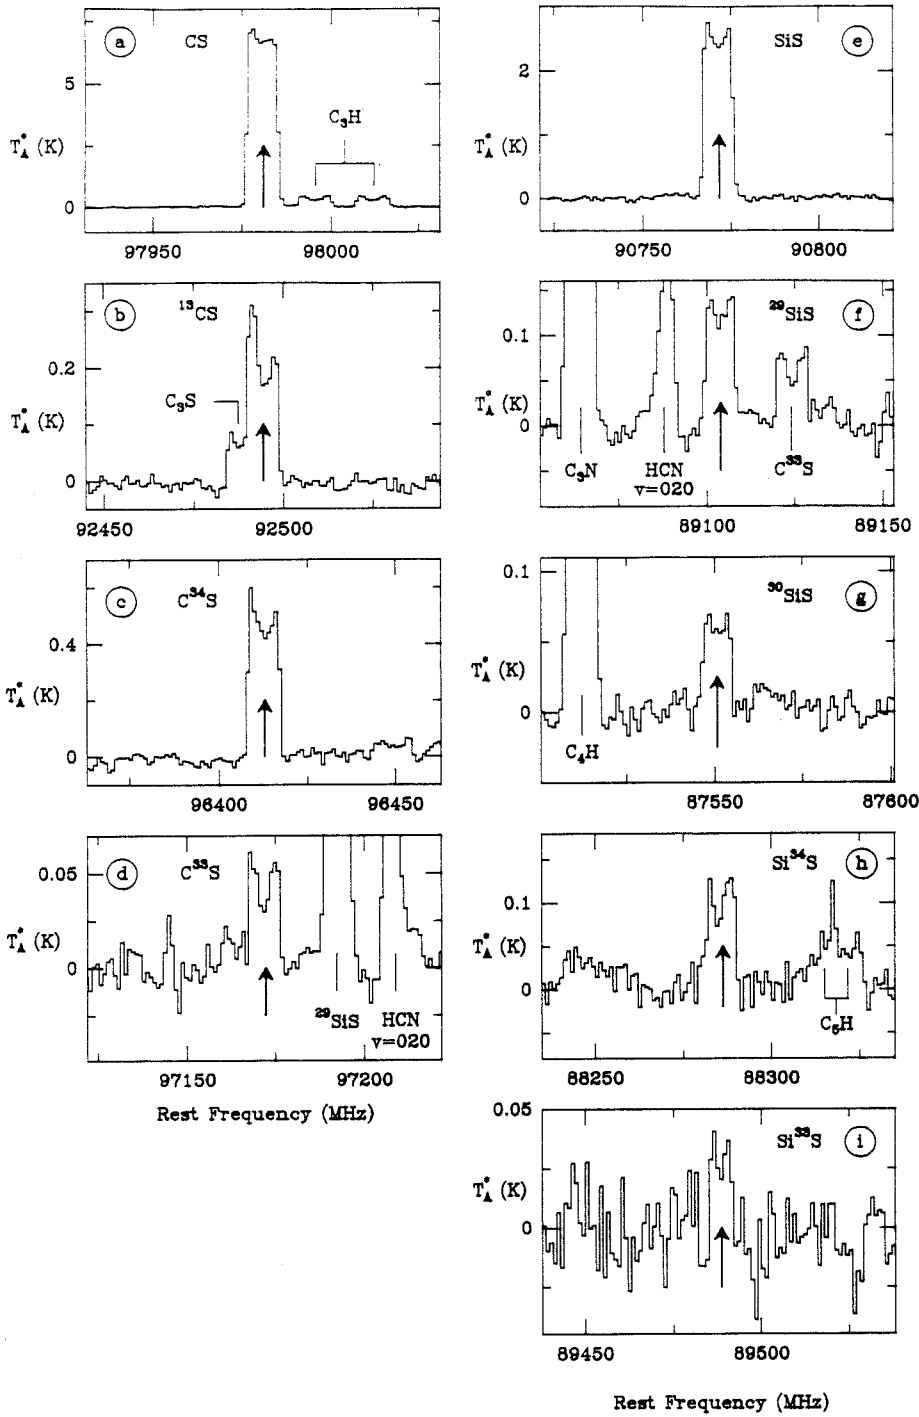 a CS
5
C₃H
T*A (K)
0
97950 98000
b ¹³CS
0.2
C₃S
T*A (K)
0
92450 92500
c C³⁴S
0.4
T*A (K)
0
96400 96450
d C³³S
0.05
T*A (K)
0
²⁹SiS HCN
v=020
97150 97200
Rest Frequency (MHz)
SiS e
2
T*A (K)
0
90750 90800
²⁹SiS f
0.1
T*A (K)
0
C₃N HCN C³³S
v=020
89100 89150
³⁰SiS g
0.1
T*A (K)
0
C₄H
87550 87600
Si³⁴S h
0.1
T*A (K)
0
C₅H
88250 88300
0.05
Si³³S i
T*A (K)
0
89450 89500
Rest Frequency (MHz)